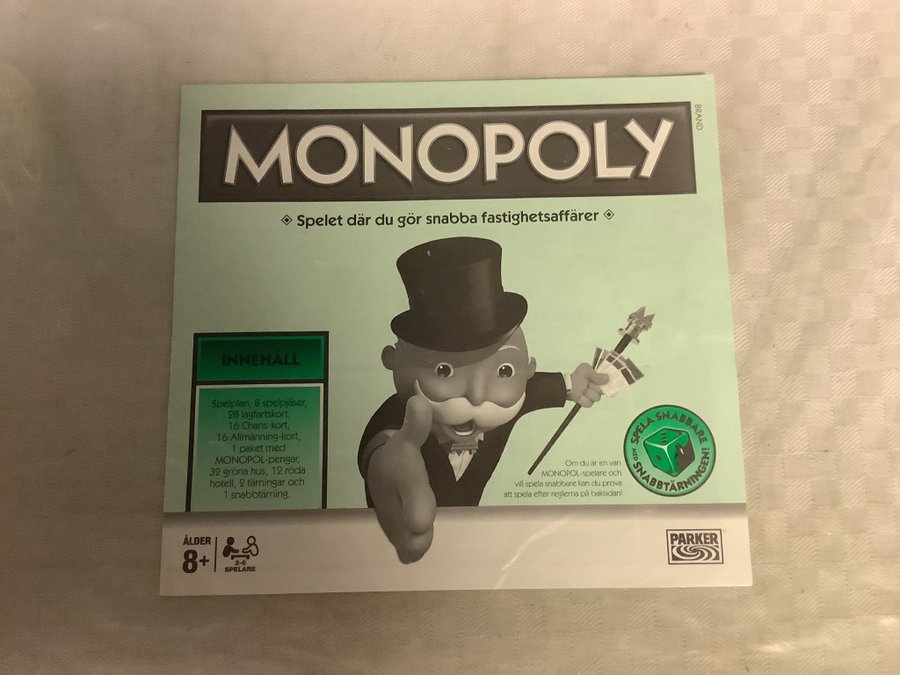 MONOPOLY
BRAND
Spelet där du gör snabba fastighetsaffärer
INNEHÅLL
Spelplan, 8 spelpjäser,
28 lagfartskort,
16 Chans-kort,
16 Allmänning-kort,
1 paket med
MONOPOL-pengar,
32 gröna hus, 12 röda
hotell, 2 tärningar och
1 snabbtärning.
Om du är en van
MONOPOL-spelare och
vill spela snabbare kan du prova
att spela efter reglerna på baksidan!
SPELA SNABBARE
MED
SNABBTÄRNINGEN!
ÅLDER
8+
2-8
SPELARE
PARKER